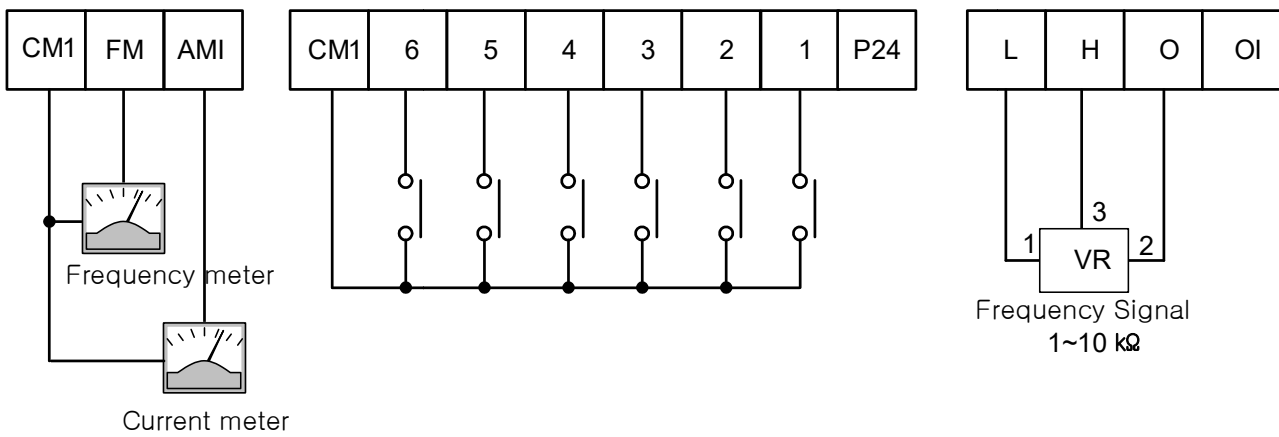 CM1 FM AMI
CM1 6 5 4 3 2 1 P24
L H O OI
3
1 VR 2
Frequency meter
Frequency Signal
1~10 kΩ
Current meter